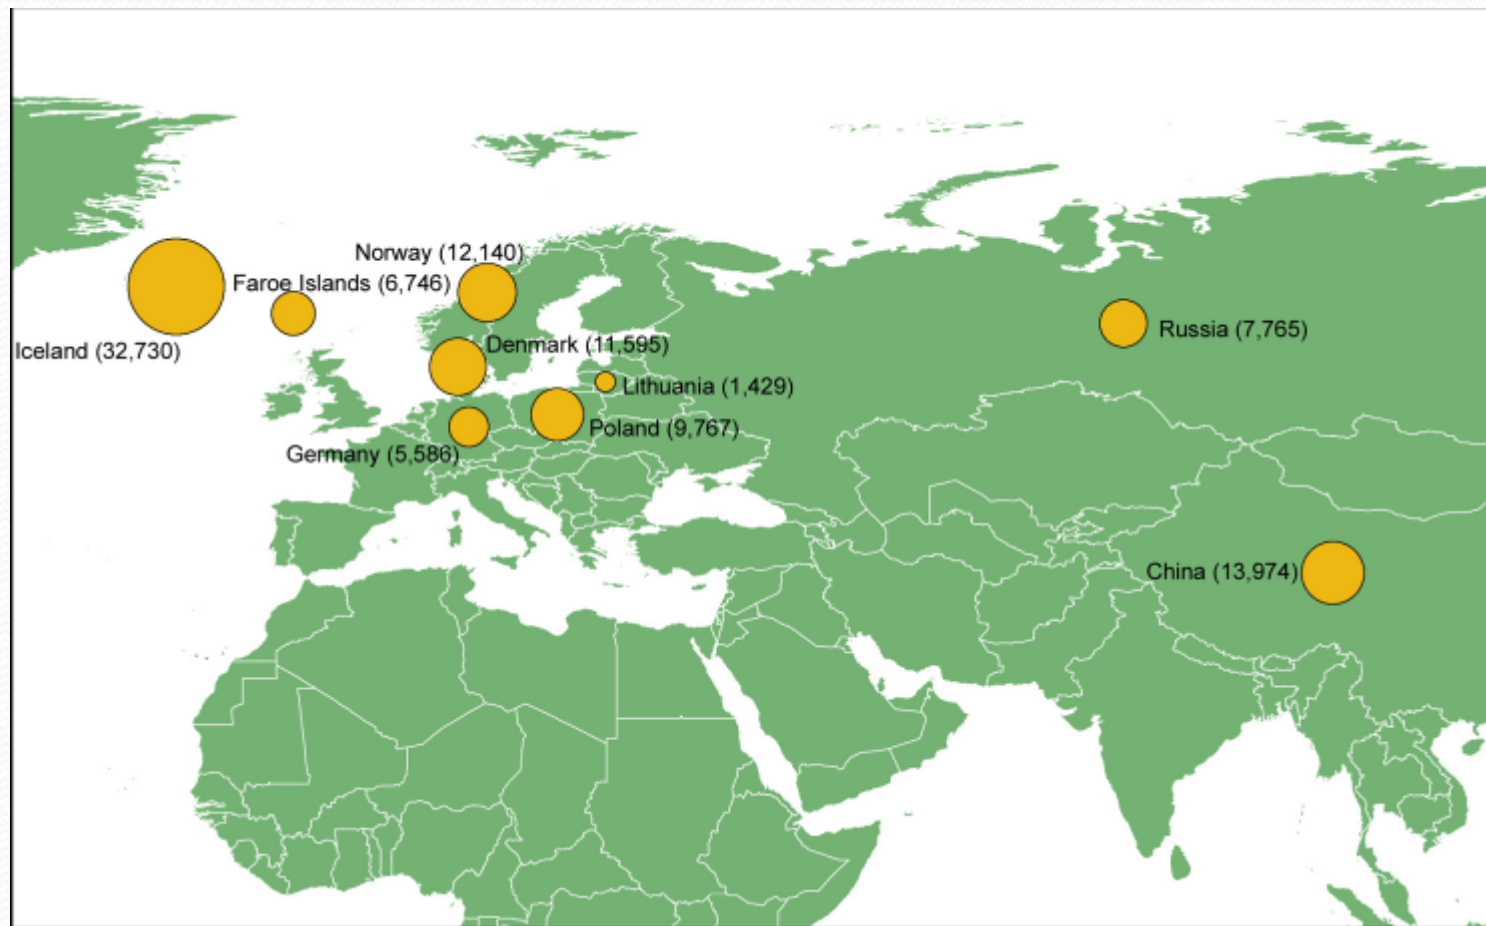 Norway (12,140)
Faroe Islands (6,746)
Iceland (32,730)
Denmark (11,595)
Russia (7,765)
Lithuania (1,429)
Poland (9,767)
Germany (5,586)
China (13,974)